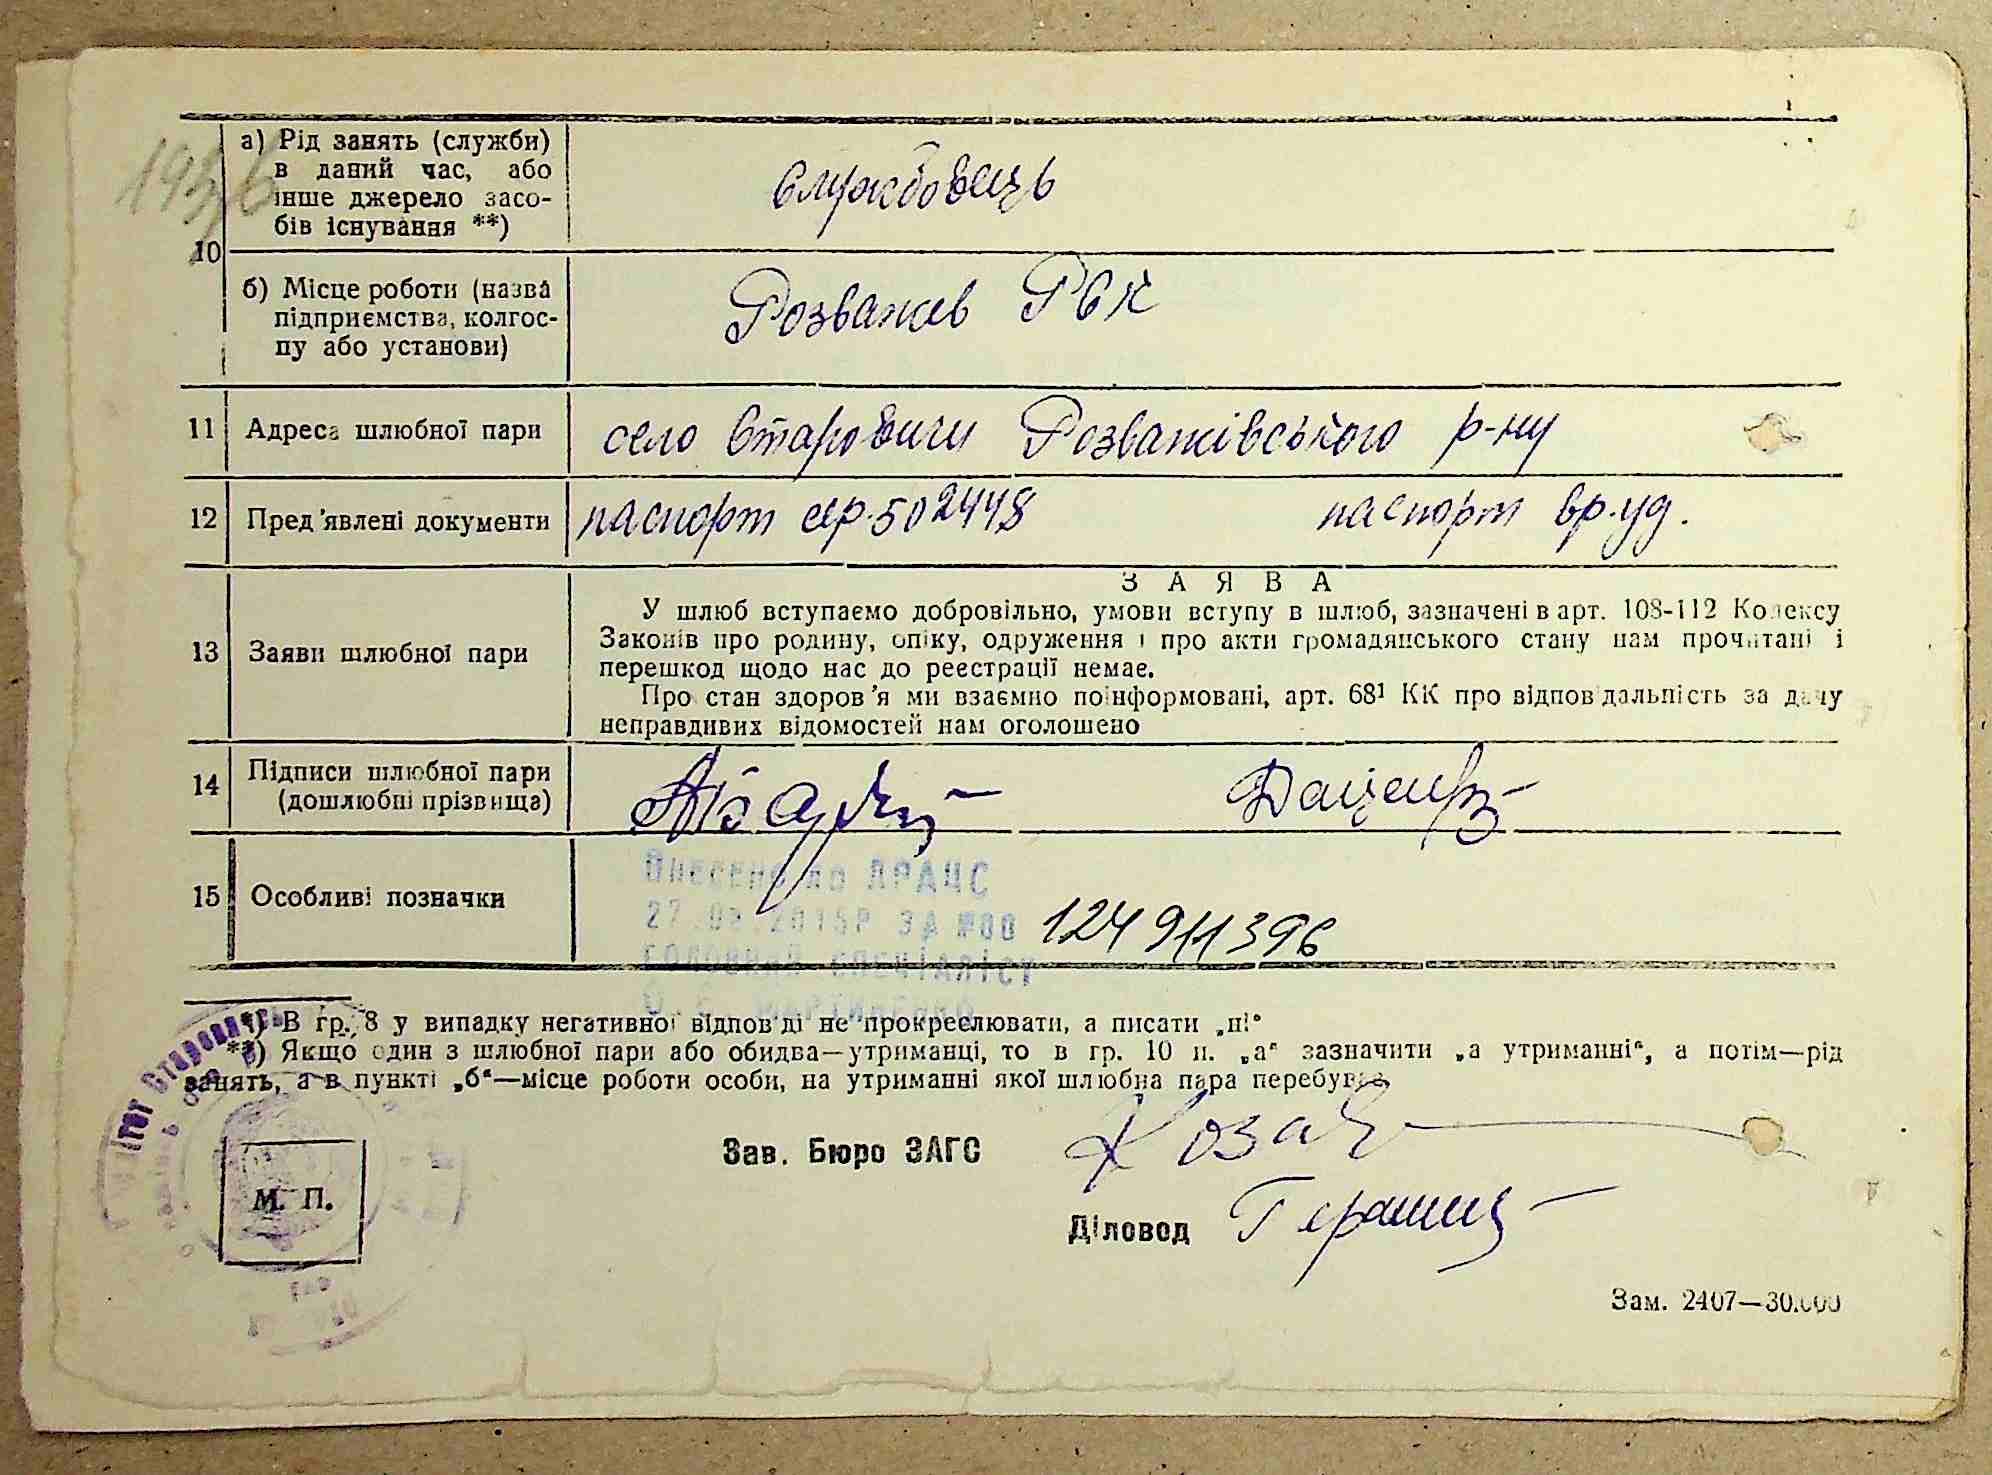 1936
10
а) Рід занять (служби)
в даний час, або
інше джерело засо-
бів існування **)
службовець
б) Місце роботи (назва
підприємства, колгос-
пу або установи)
Розважев РВК
11 Адреса шлюбної пари село Старовичи Розважівського р-ну
12 Пред'явлені документи паспорт сер. 502448 паспорт вр. уд.
ЗАЯВА
13 Заяви шлюбної пари
У шлюб вступаємо добровільно, умови вступу в шлюб, зазначені в арт. 108-112 Кодексу
Законів про родину, опіку, одруження і про акти громадянського стану нам прочитані і
перешкод щодо нас до реєстрації немає.
Про стан здоров'я ми взаємно поінформовані, арт. 68¹ КК про відповідальність за дачу
неправдивих відомостей нам оголошено
14 Підписи шлюбної пари
(дошлюбні прізвища)
15 Особливі позначки
Внесено до ДРАЦС
ЗА №00 124911396
головний спеціаліст
Мартиненко
*) В гр. 8 у випадку негативної відповіді не прокреслювати, а писати „ні"
**) Якщо один з шлюбної пари або обидва—утриманці, то в гр. 10 п. „а" зазначити „а утриманні", а потім—рід
занять, а в пункті „б"—місце роботи особи, на утриманні якої шлюбна пара перебуває
Зав. Бюро ЗАГС
М. П.
Діловод
Зам. 2407—30.000